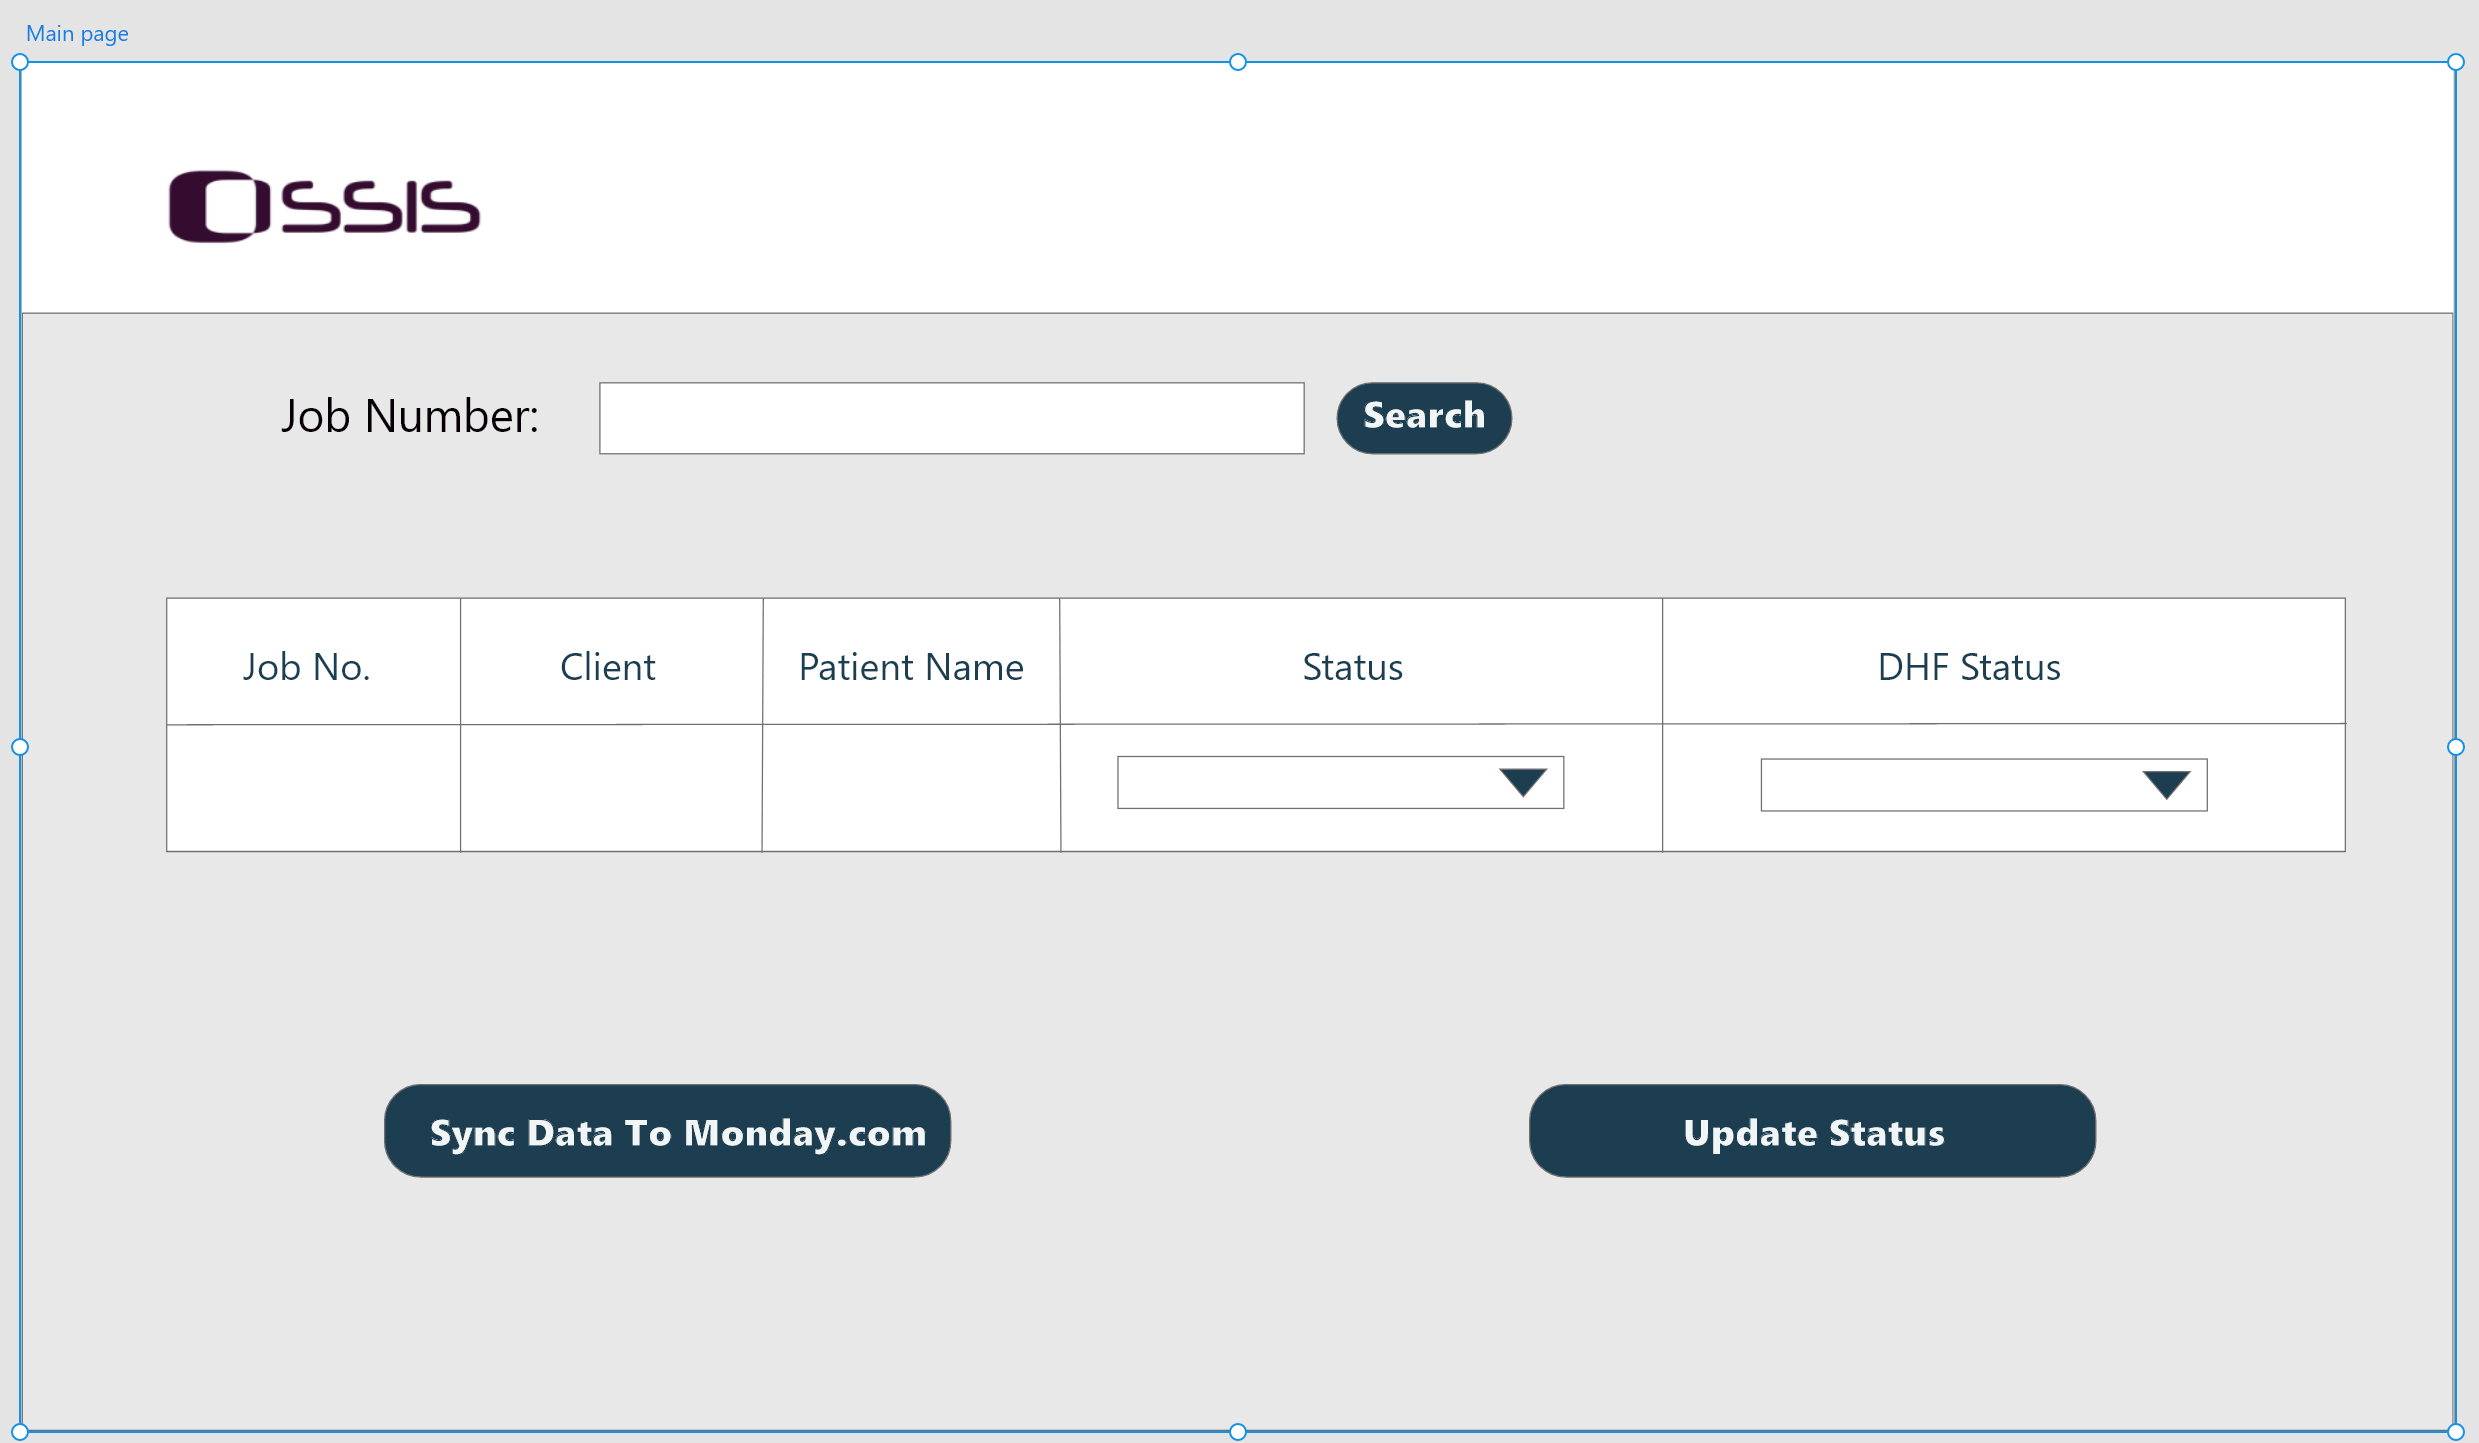 Main page
OSSIS
Job Number:
Search
Job No.
Client
Patient Name
Status
DHF Status
Sync Data To Monday.com
Update Status